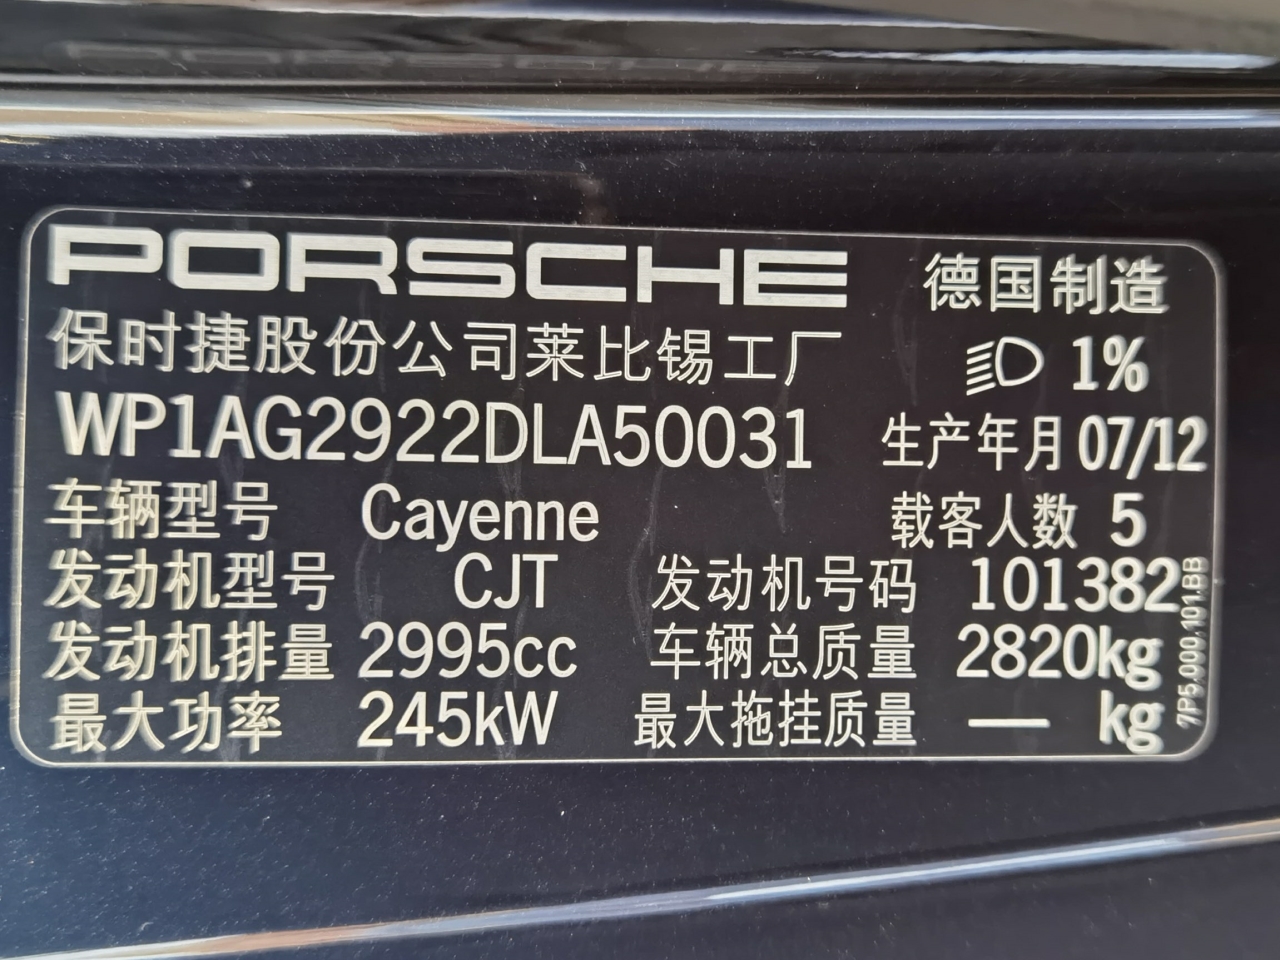 PORSCHE 德国制造
保时捷股份公司莱比锡工厂 1%
WP1AG2922DLA50031 生产年月 07/12
车辆型号 Cayenne 载客人数 5
发动机型号 CJT 发动机号码 101382
发动机排量 2995cc 车辆总质量 2820kg
最大功率 245kW 最大拖挂质量 — kg
7P5.000.101.BB